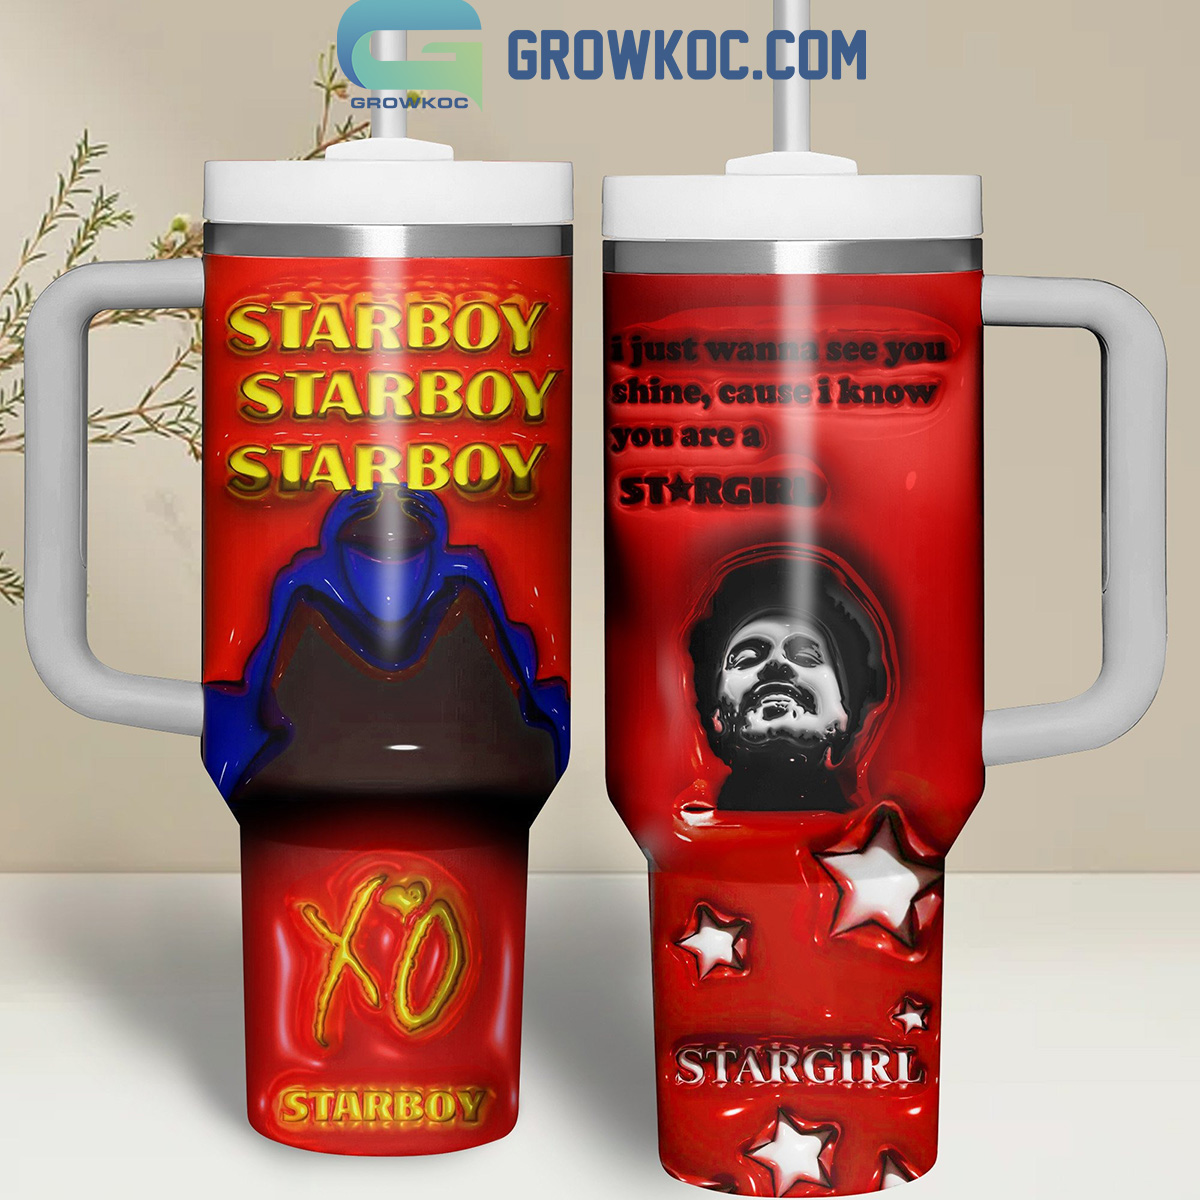 GROWKOC
GROWKOC.COM
STARBOY
STARBOY
STARBOY
XO
STARBOY
i just wanna see you
shine, cause i know
you are a
ST★RGIRL
STARGIRL